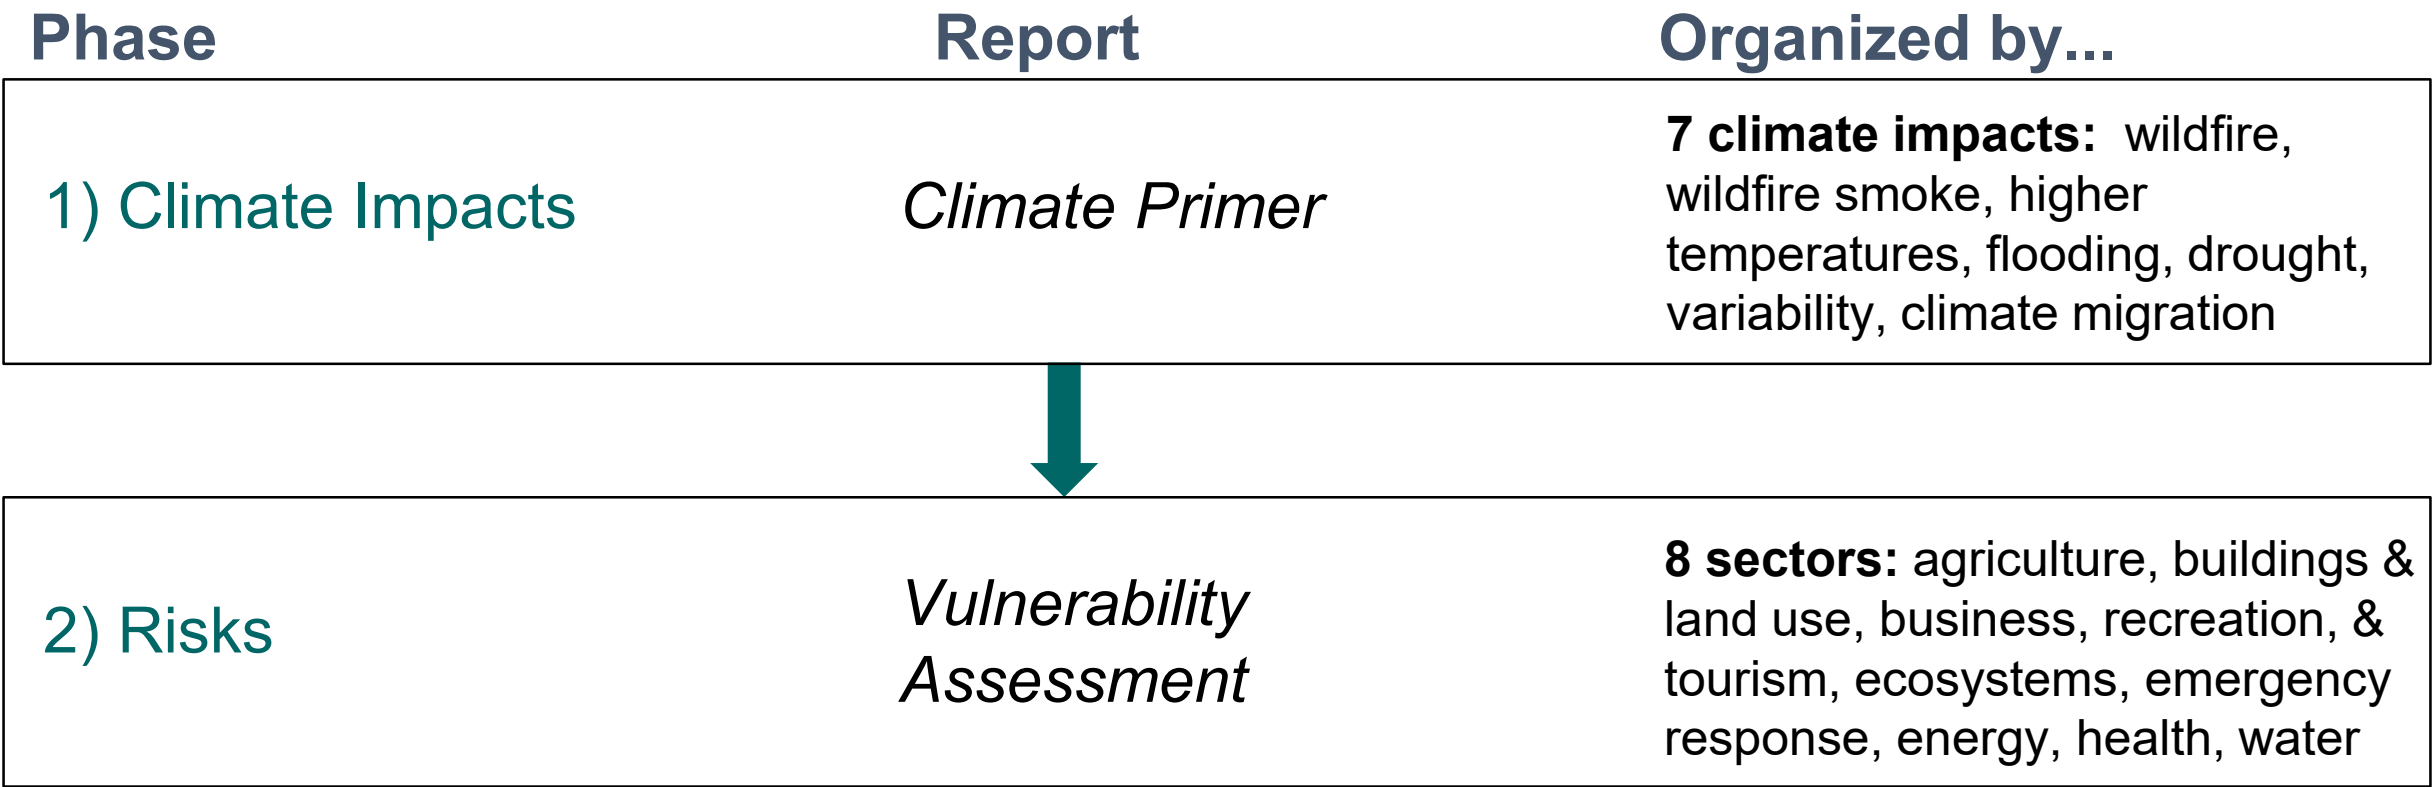 Phase Report Organized by...
1) Climate Impacts
Climate Primer
7 climate impacts:  wildfire,
wildfire smoke, higher
temperatures, flooding, drought,
variability, climate migration
2) Risks
Vulnerability
Assessment
8 sectors: agriculture, buildings &
land use, business, recreation, &
tourism, ecosystems, emergency
response, energy, health, water